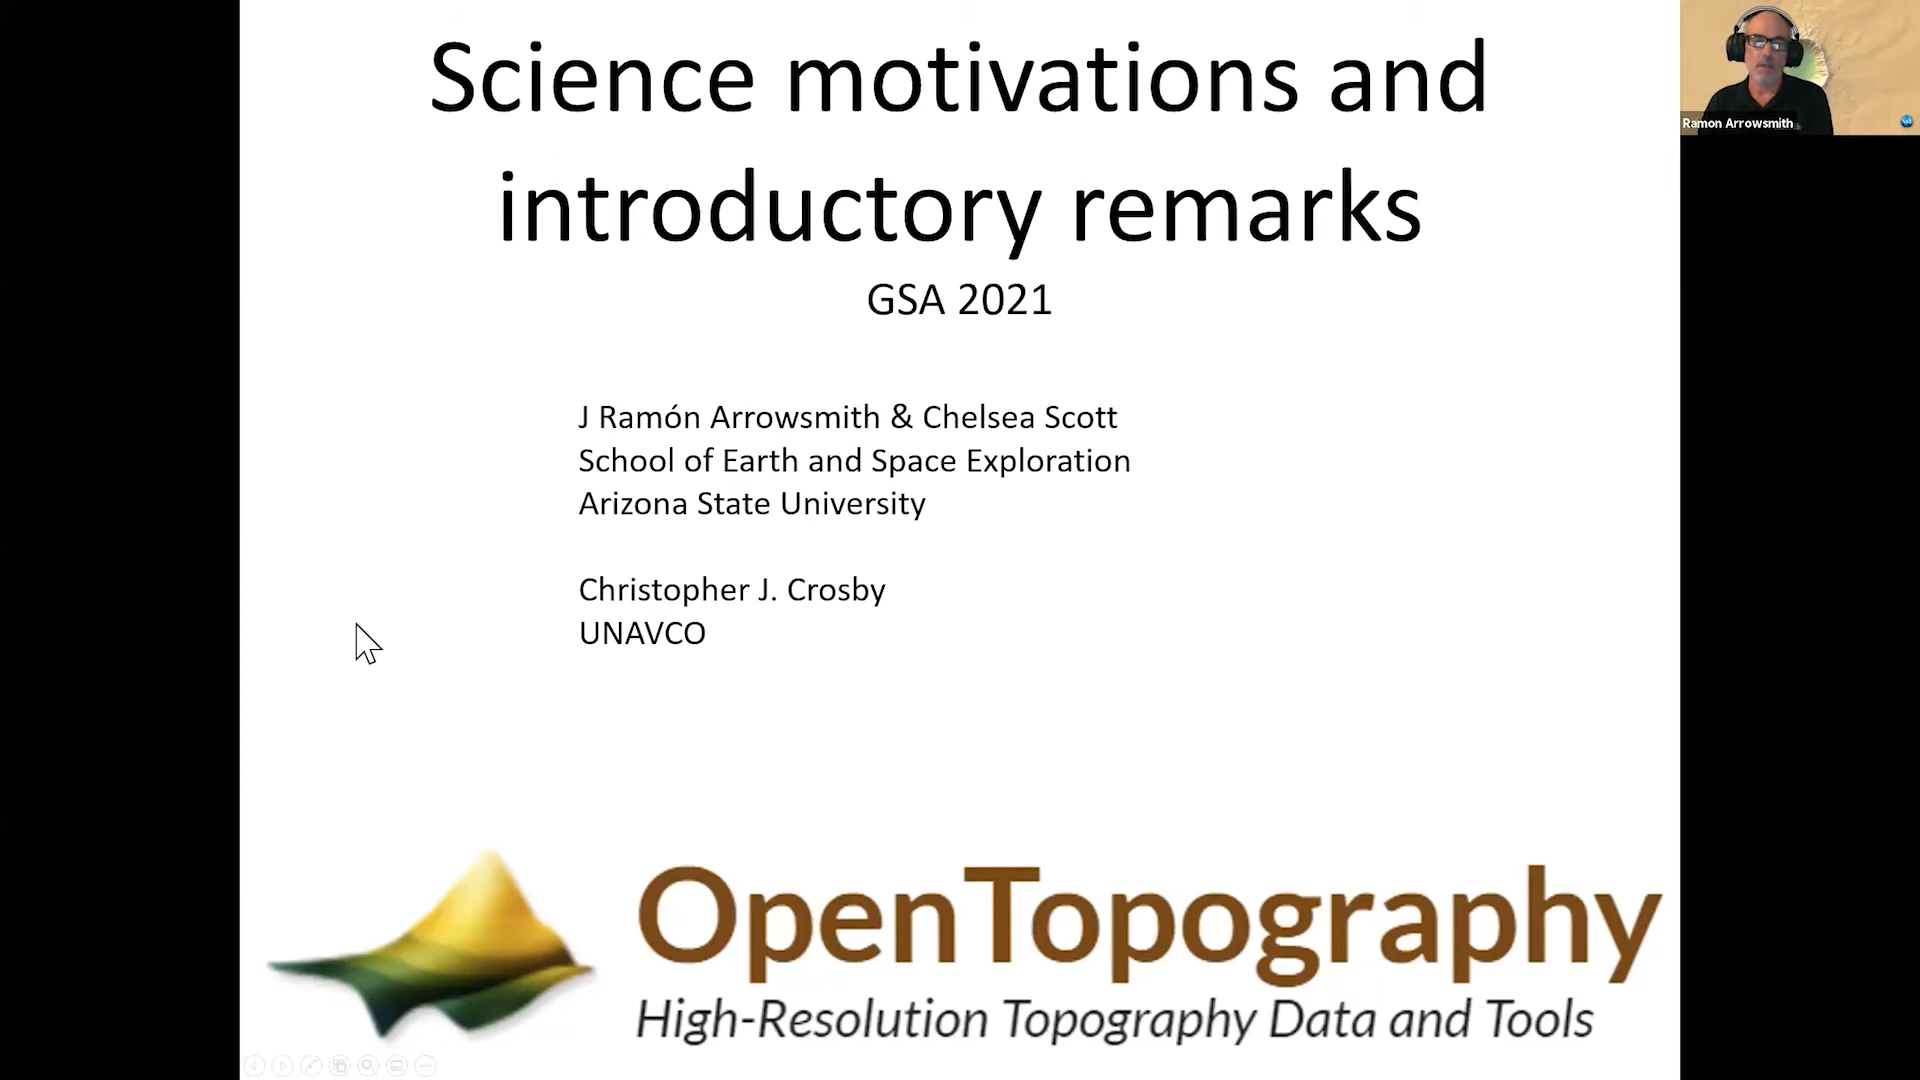 Science motivations and
introductory remarks
GSA 2021
J Ramón Arrowsmith & Chelsea Scott
School of Earth and Space Exploration
Arizona State University
Christopher J. Crosby
UNAVCO
OpenTopography
High-Resolution Topography Data and Tools
Ramon Arrowsmith